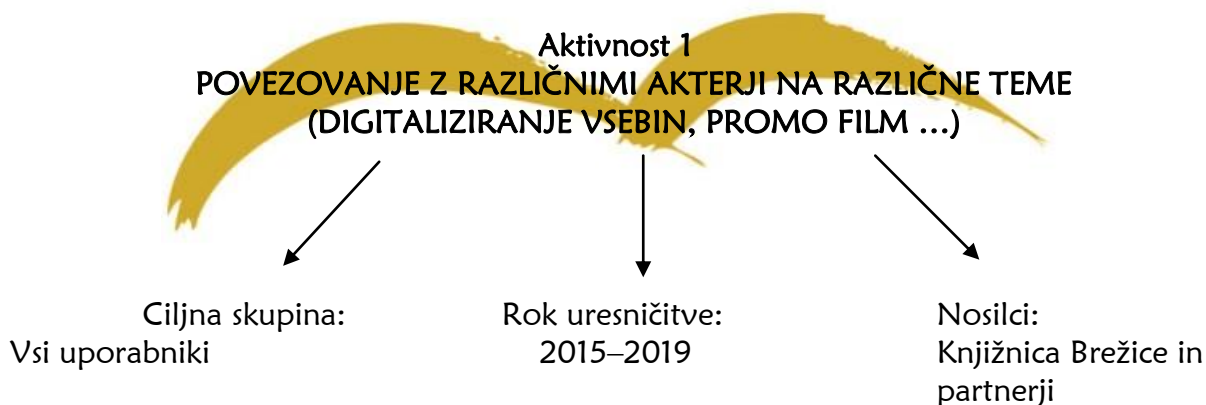 Aktivnost 1
POVEZOVANJE Z RAZLIČNIMI AKTERJI NA RAZLIČNE TEME
(DIGITALIZIRANJE VSEBIN, PROMO FILM ...)
Ciljna skupina:
Vsi uporabniki
Rok uresničitve:
2015–2019
Nosilci:
Knjižnica Brežice in
partnerji